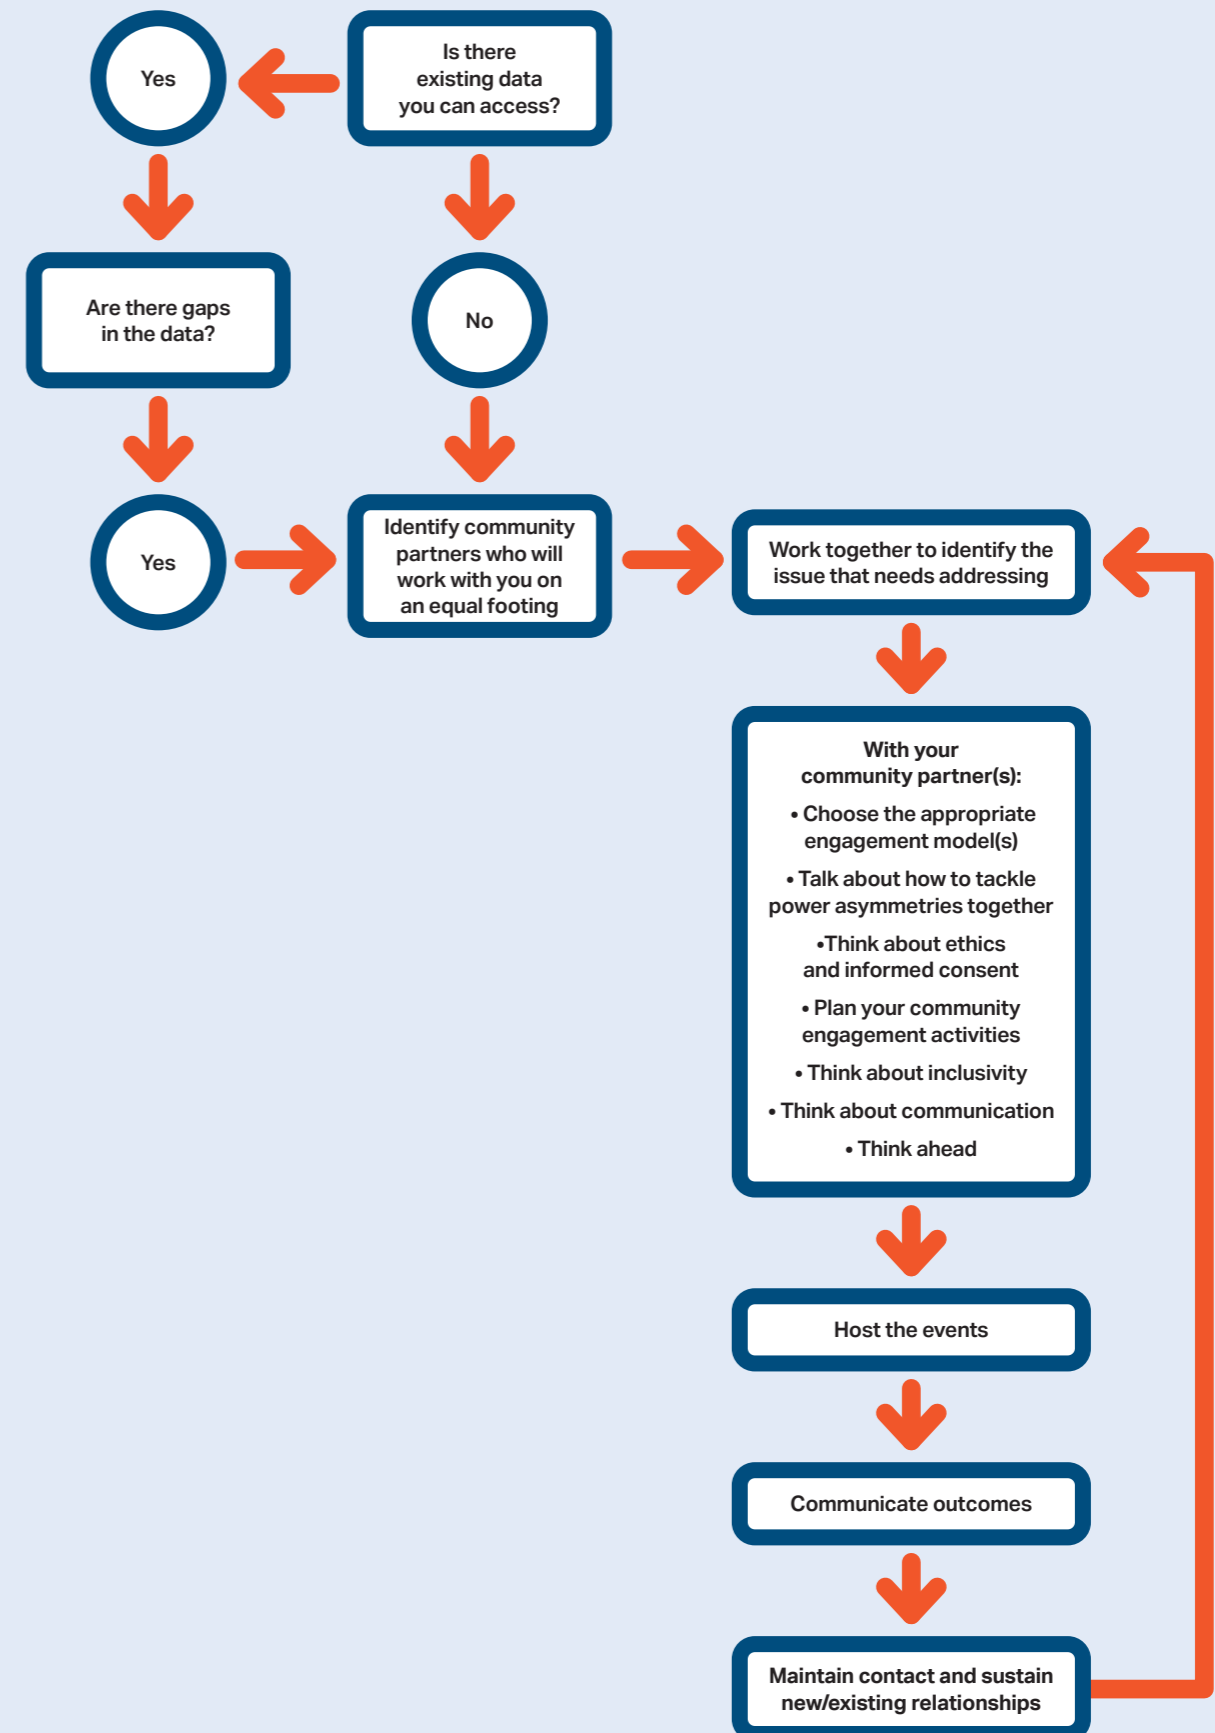 Yes
Is there
existing data
you can access?
Are there gaps
in the data?
No
Yes
Identify community
partners who will
work with you on
an equal footing
Work together to identify the
issue that needs addressing
With your
community partner(s):
• Choose the appropriate
engagement model(s)
• Talk about how to tackle
power asymmetries together
•Think about ethics
and informed consent
• Plan your community
engagement activities
• Think about inclusivity
• Think about communication
• Think ahead
Host the events
Communicate outcomes
Maintain contact and sustain
new/existing relationships